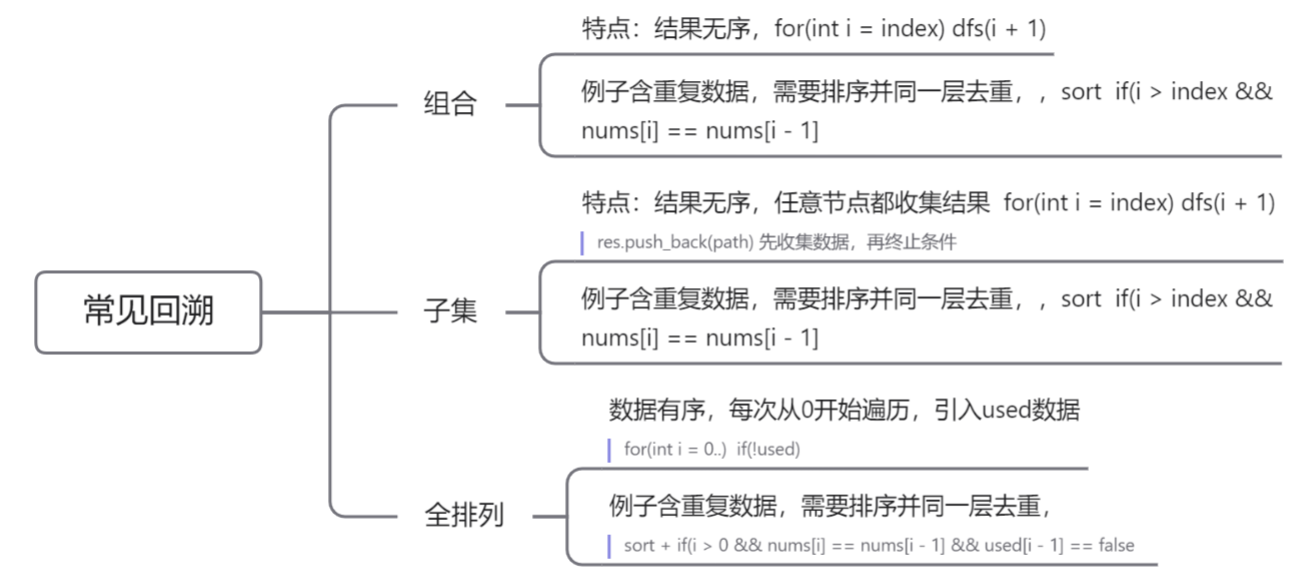 特点：结果无序，for(int i = index) dfs(i + 1)
组合
例子含重复数据，需要排序并同一层去重，，sort if(i > index &&
nums[i] == nums[i - 1]
特点：结果无序，任意节点都收集结果 for(int i = index) dfs(i + 1)
res.push_back(path) 先收集数据，再终止条件
常见回溯
子集
例子含重复数据，需要排序并同一层去重，，sort if(i > index &&
nums[i] == nums[i - 1]
数据有序，每次从0开始遍历，引入used数据
for(int i = 0..) if(!used)
全排列
例子含重复数据，需要排序并同一层去重，
sort + if(i > 0 && nums[i] == nums[i - 1] && used[i - 1] == false